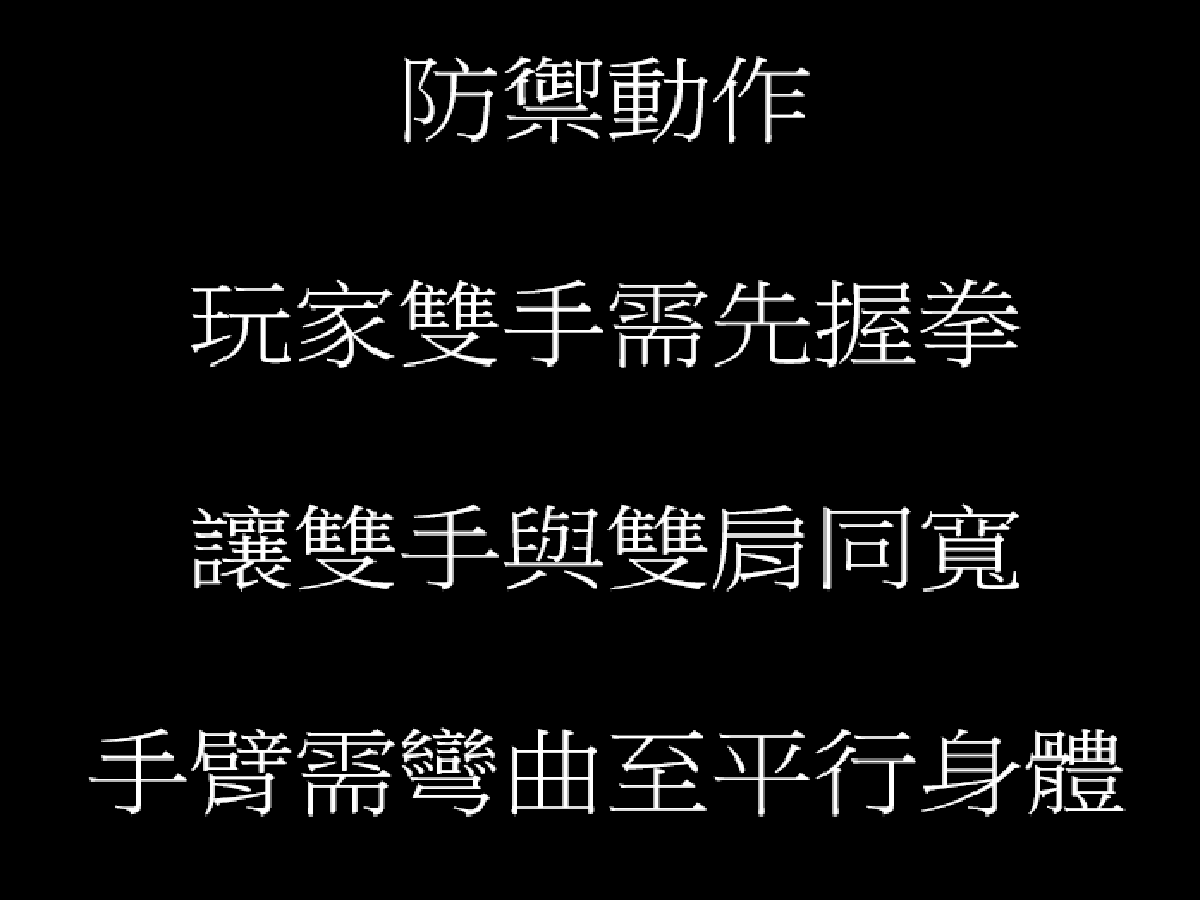 防禦動作
玩家雙手需先握拳
讓雙手與雙肩同寬
手臂需彎曲至平行身體